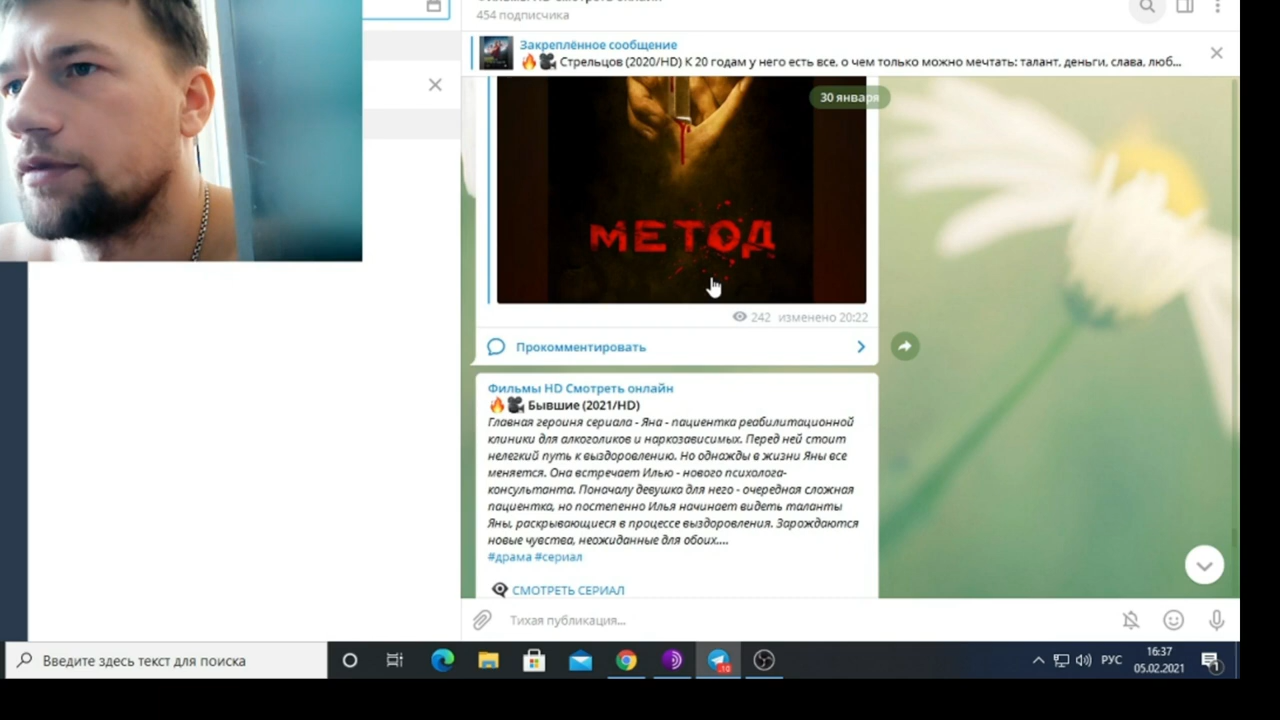 454 подписчика
Закреплённое сообщение
Стрельцов (2020/HD) К 20 годам у него есть все, о чем только можно мечтать: талант, деньги, слава, люб...
30 января
МЕТОД
242 изменено 20:22
Прокомментировать
Фильмы HD Смотреть онлайн
Бывшие (2021/HD)
Главная героиня сериала - Яна - пациентка реабилитационной
клиники для алкоголиков и наркозависимых. Перед ней стоит
нелегкий путь к выздоровлению. Но однажды в жизни Яны все
меняется. Она встречает Илью - нового психолога-
консультанта. Поначалу девушка для него - очередная сложная
пациентка, но постепенно Илья начинает видеть таланты
Яны, раскрывающиеся в процессе выздоровления. Зарождаются
новые чувства, неожиданные для обоих....
#драма #сериал
СМОТРЕТЬ СЕРИАЛ
Тихая публикация...
Введите здесь текст для поиска
РУС
16:37
05.02.2021